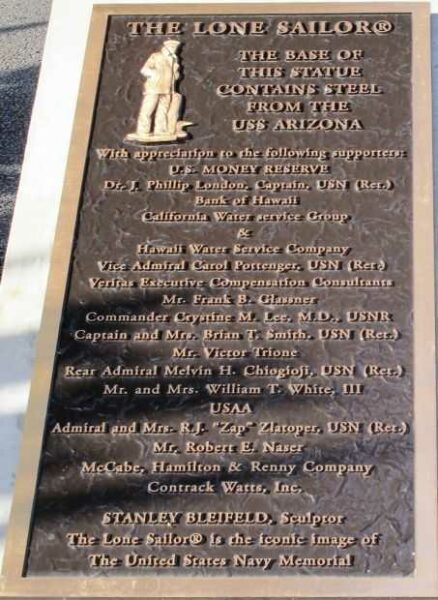 THE LONE SAILOR®
THE BASE OF
THIS STATUE
CONTAINS STEEL
FROM THE
USS ARIZONA
With appreciation to the following supporters:
U.S. MONEY RESERVE
Dr. J. Phillip London, Captain, USN (Ret.)
Bank of Hawaii
California Water service Group
&
Hawaii Water Service Company
Vice Admiral Carol Pottenger, USN (Ret.)
Veritas Executive Compensation Consultants
Mr. Frank B. Glassner
Commander Crystine M. Lee, M.D., USNR
Captain and Mrs. Brian T. Smith, USN (Ret.)
Mr. Victor Trione
Rear Admiral Melvin H. Chiogioji, USN (Ret.)
Mr. and Mrs. William T. White, III
USAA
Admiral and Mrs. R.J. "Zap" Zlatoper, USN (Ret.)
Mr. Robert E. Naser
McCabe, Hamilton & Renny Company
Contrack Watts, Inc.
STANLEY BLEIFELD, Sculptor
The Lone Sailor® is the iconic image of
The United States Navy Memorial